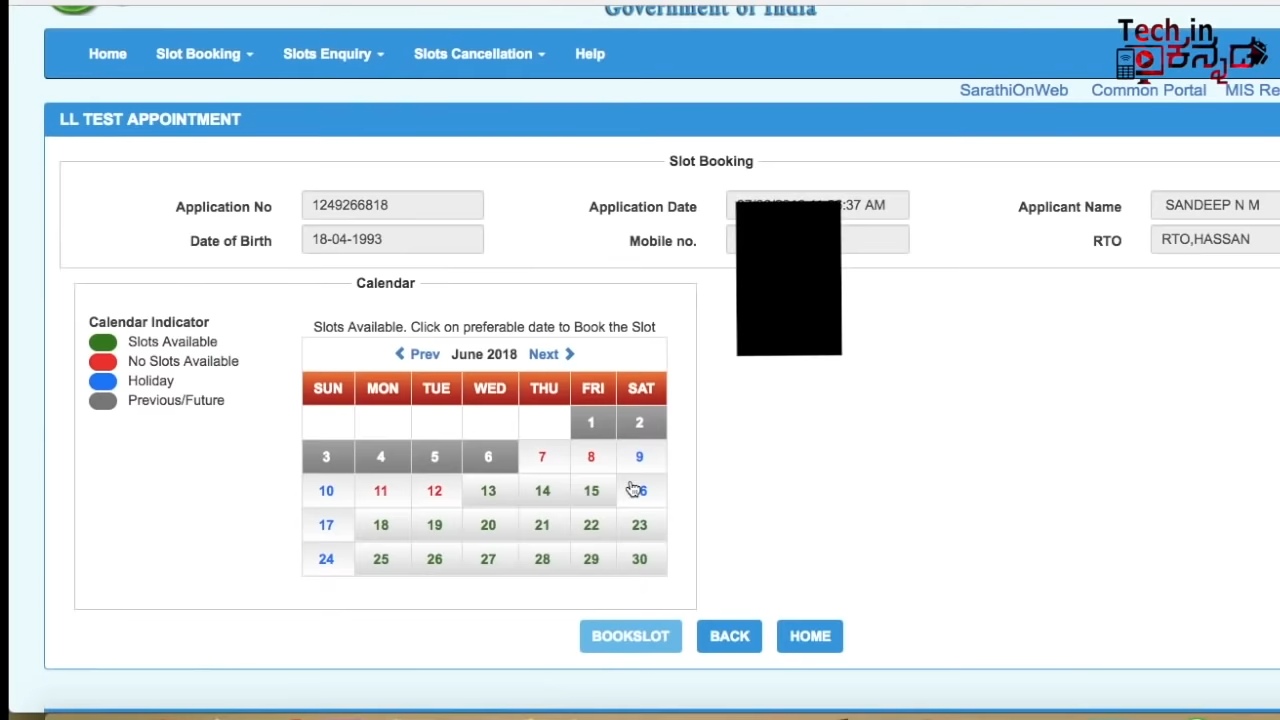 Government of India
Tech in
ಕನ್ನಡ
Home Slot Booking Slots Enquiry Slots Cancellation Help
SarathiOnWeb Common Portal MIS Re
LL TEST APPOINTMENT
Slot Booking
Application No 1249266818 Application Date :37 AM Applicant Name SANDEEP N M
Date of Birth 18-04-1993 Mobile no. RTO RTO,HASSAN
Calendar
Calendar Indicator
Slots Available
No Slots Available
Holiday
Previous/Future
Slots Available. Click on preferable date to Book the Slot
Prev June 2018 Next
SUN MON TUE WED THU FRI SAT
1 2
3 4 5 6 7 8 9
10 11 12 13 14 15 6
17 18 19 20 21 22 23
24 25 26 27 28 29 30
BOOKSLOT BACK HOME